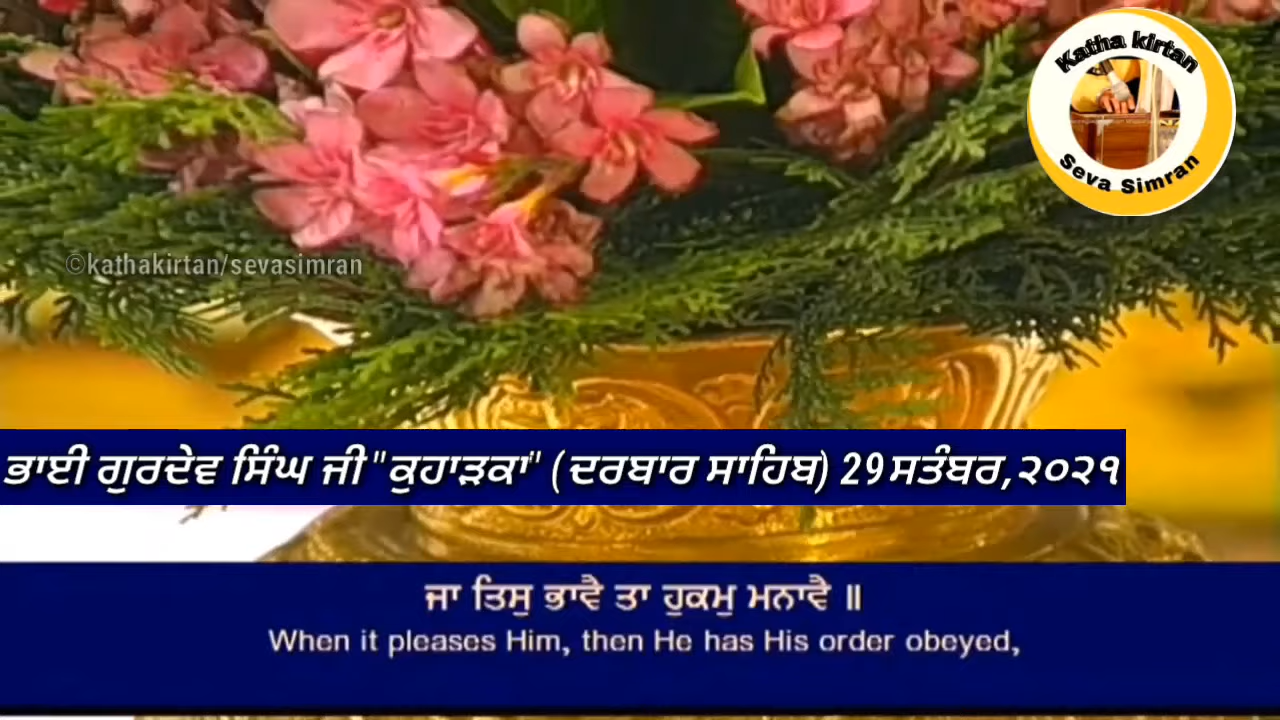 Katha kirtan
Seva Simran
©kathakirtan/sevasimran
ਭਾਈ ਗੁਰਦੇਵ ਸਿੰਘ ਜੀ "ਕੁਹਾੜਕਾ" (ਦਰਬਾਰ ਸਾਹਿਬ) 29 ਸਤੰਬਰ,੨੦੨੧
ਜਾ ਤਿਸੁ ਭਾਵੈ ਤਾ ਹੁਕਮੁ ਮਨਾਵੈ ॥
When it pleases Him, then He has His order obeyed,